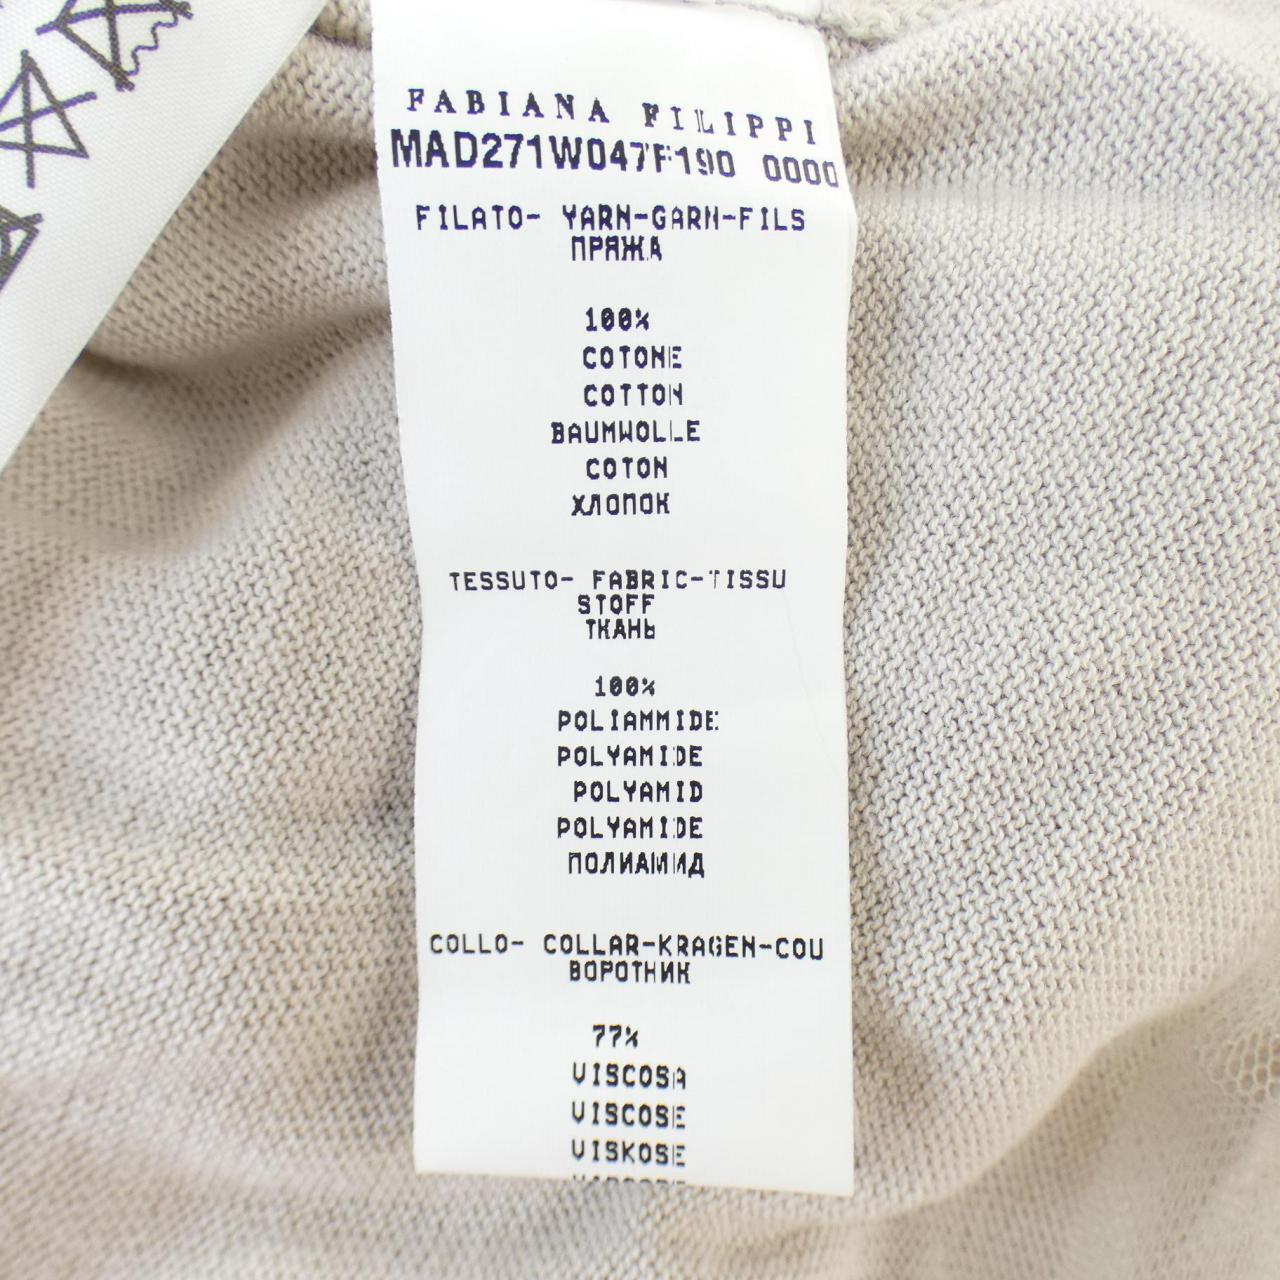 FABIANA FILIPPI
MAD271W047F190 0000
FILATO- YARN-GARN-FILS
ПРЯЖА
100%
COTONE
COTTON
BAUMWOLLE
COTON
ХЛОПОК
TESSUTO- FABRIC-TISSU
STOFF
ТКАНЬ
100%
POLIAMMIDE
POLYAMIDE
POLYAMID
POLYAMIDE
ПОЛИАМИД
COLLO- COLLAR-KRAGEN-COU
ВОРОТНИК
77%
VISCOSA
VISCOSE
VISKOSE